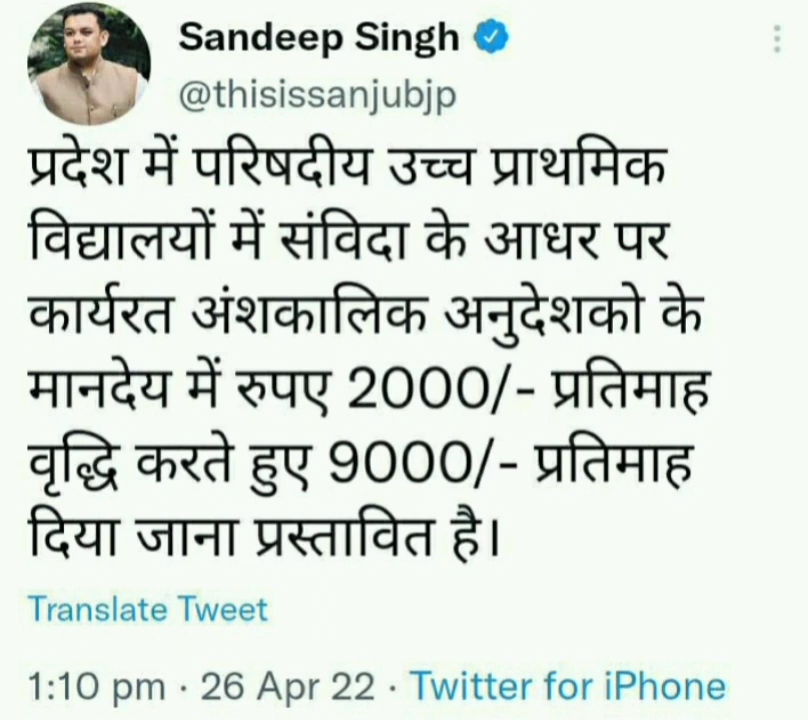 Sandeep Singh
@thisissanjubjp
प्रदेश में परिषदीय उच्च प्राथमिक
विद्यालयों में संविदा के आधर पर
कार्यरत अंशकालिक अनुदेशको के
मानदेय में रुपए 2000/- प्रतिमाह
वृद्धि करते हुए 9000/- प्रतिमाह
दिया जाना प्रस्तावित है।
Translate Tweet
1:10 pm · 26 Apr 22 · Twitter for iPhone